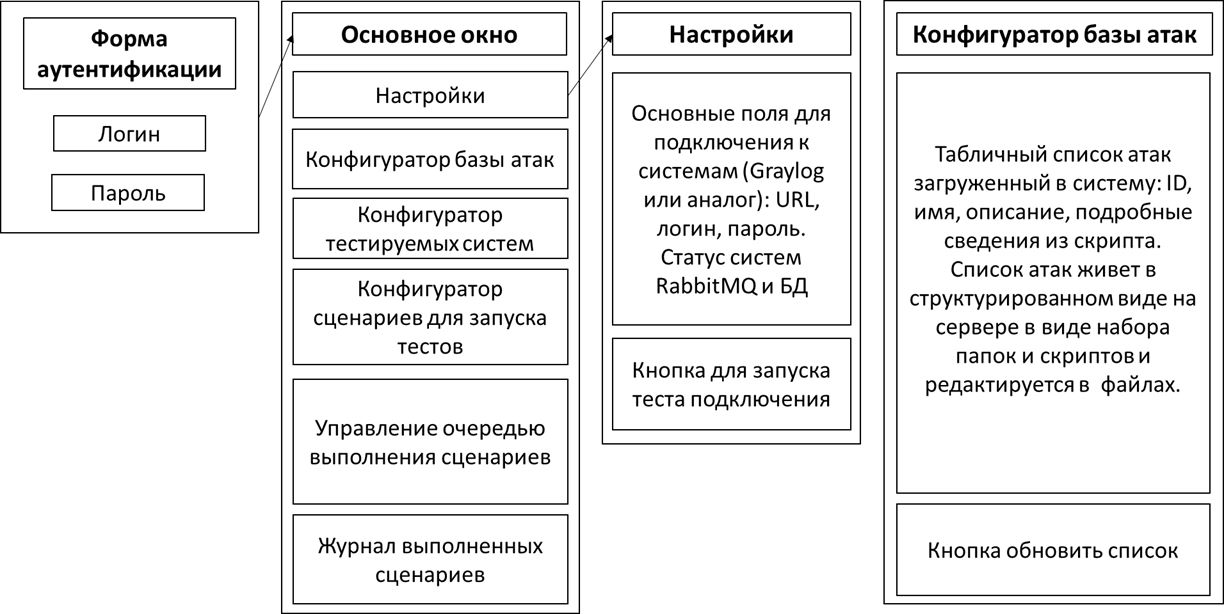 Форма
аутентификации
Логин
Пароль
Основное окно
Настройки
Конфигуратор базы атак
Конфигуратор
тестируемых систем
Конфигуратор
сценариев для запуска
тестов
Управление очередью
выполнения сценариев
Журнал выполненных
сценариев
Настройки
Основные поля для
подключения к
системам (Graylog
или аналог): URL,
логин, пароль.
Статус систем
RabbitMQ и БД
Кнопка для запуска
теста подключения
Конфигуратор базы атак
Табличный список атак
загруженный в систему: ID,
имя, описание, подробные
сведения из скрипта.
Список атак живет в
структурированном виде на
сервере в виде набора
папок и скриптов и
редактируется в файлах.
Кнопка обновить список